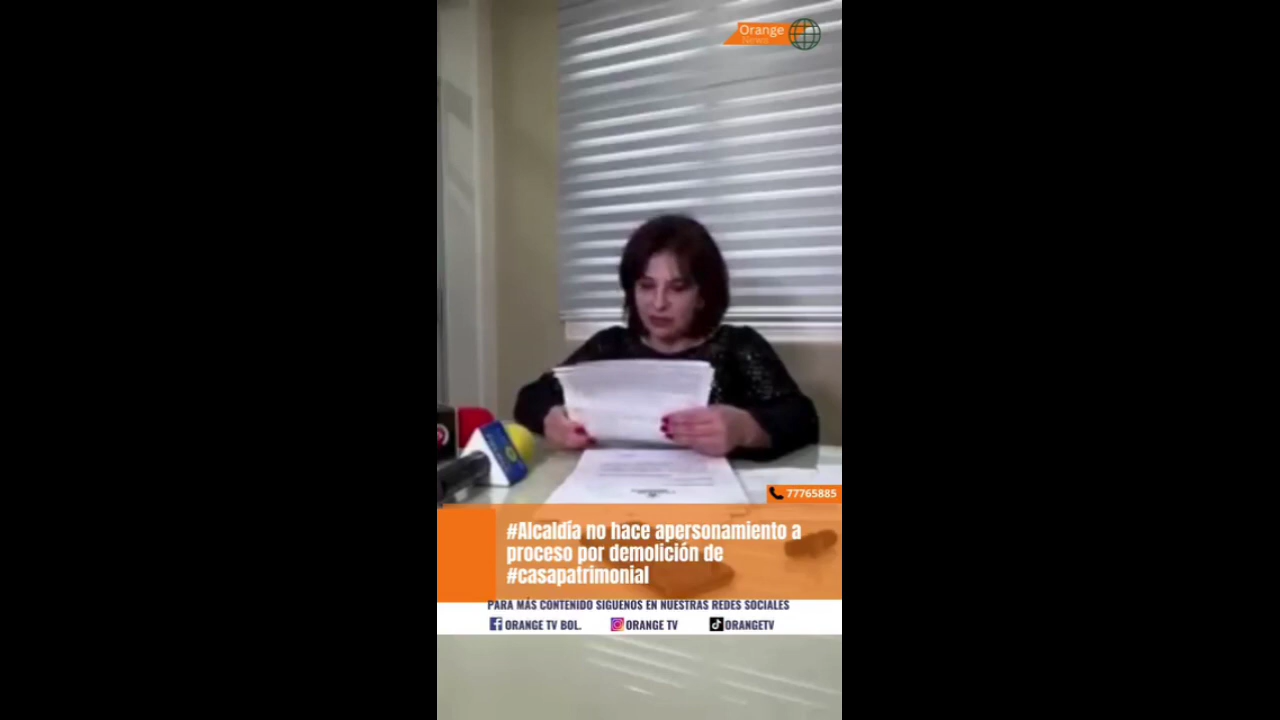 Orange
News
77765885
#Alcaldía no hace apersonamiento a
proceso por demolición de
#casapatrimonial
PARA MÁS CONTENIDO SIGUENOS EN NUESTRAS REDES SOCIALES
ORANGE TV BOL. ORANGE TV ORANGETV